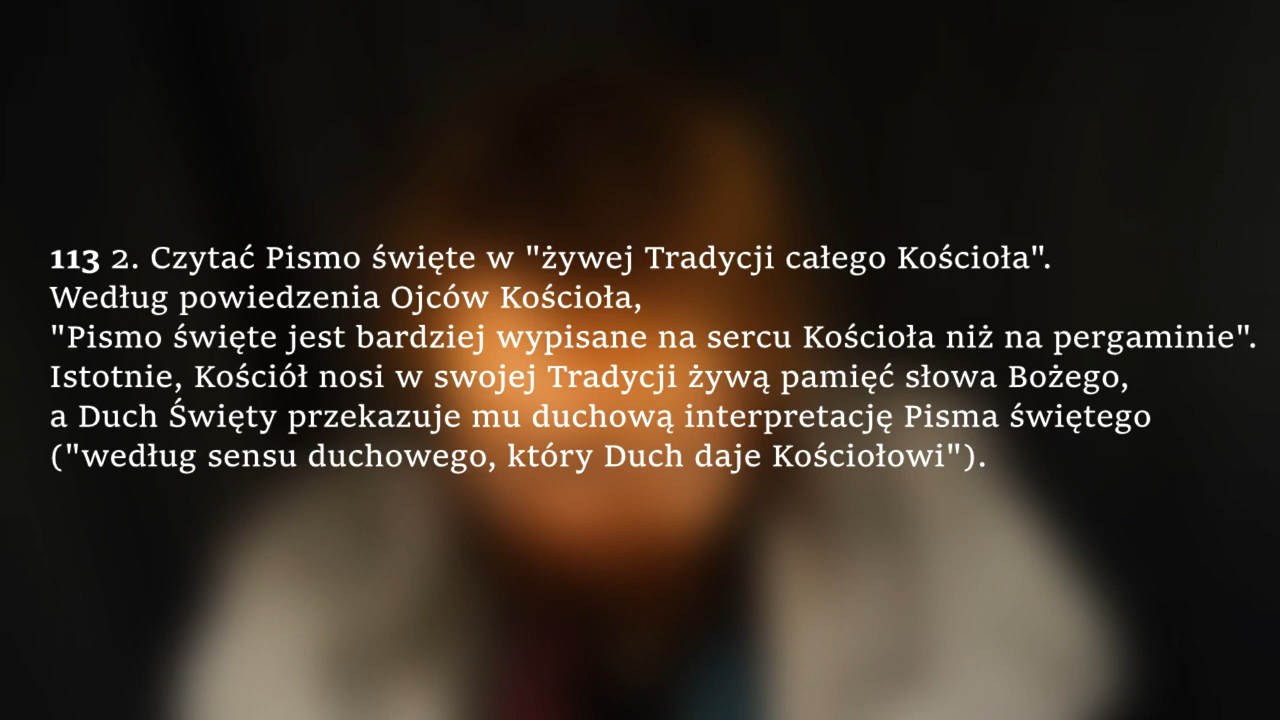 113 2. Czytać Pismo święte w "żywej Tradycji całego Kościoła".
Według powiedzenia Ojców Kościoła,
"Pismo święte jest bardziej wypisane na sercu Kościoła niż na pergaminie".
Istotnie, Kościół nosi w swojej Tradycji żywą pamięć słowa Bożego,
a Duch Święty przekazuje mu duchową interpretację Pisma świętego
("według sensu duchowego, który Duch daje Kościołowi").